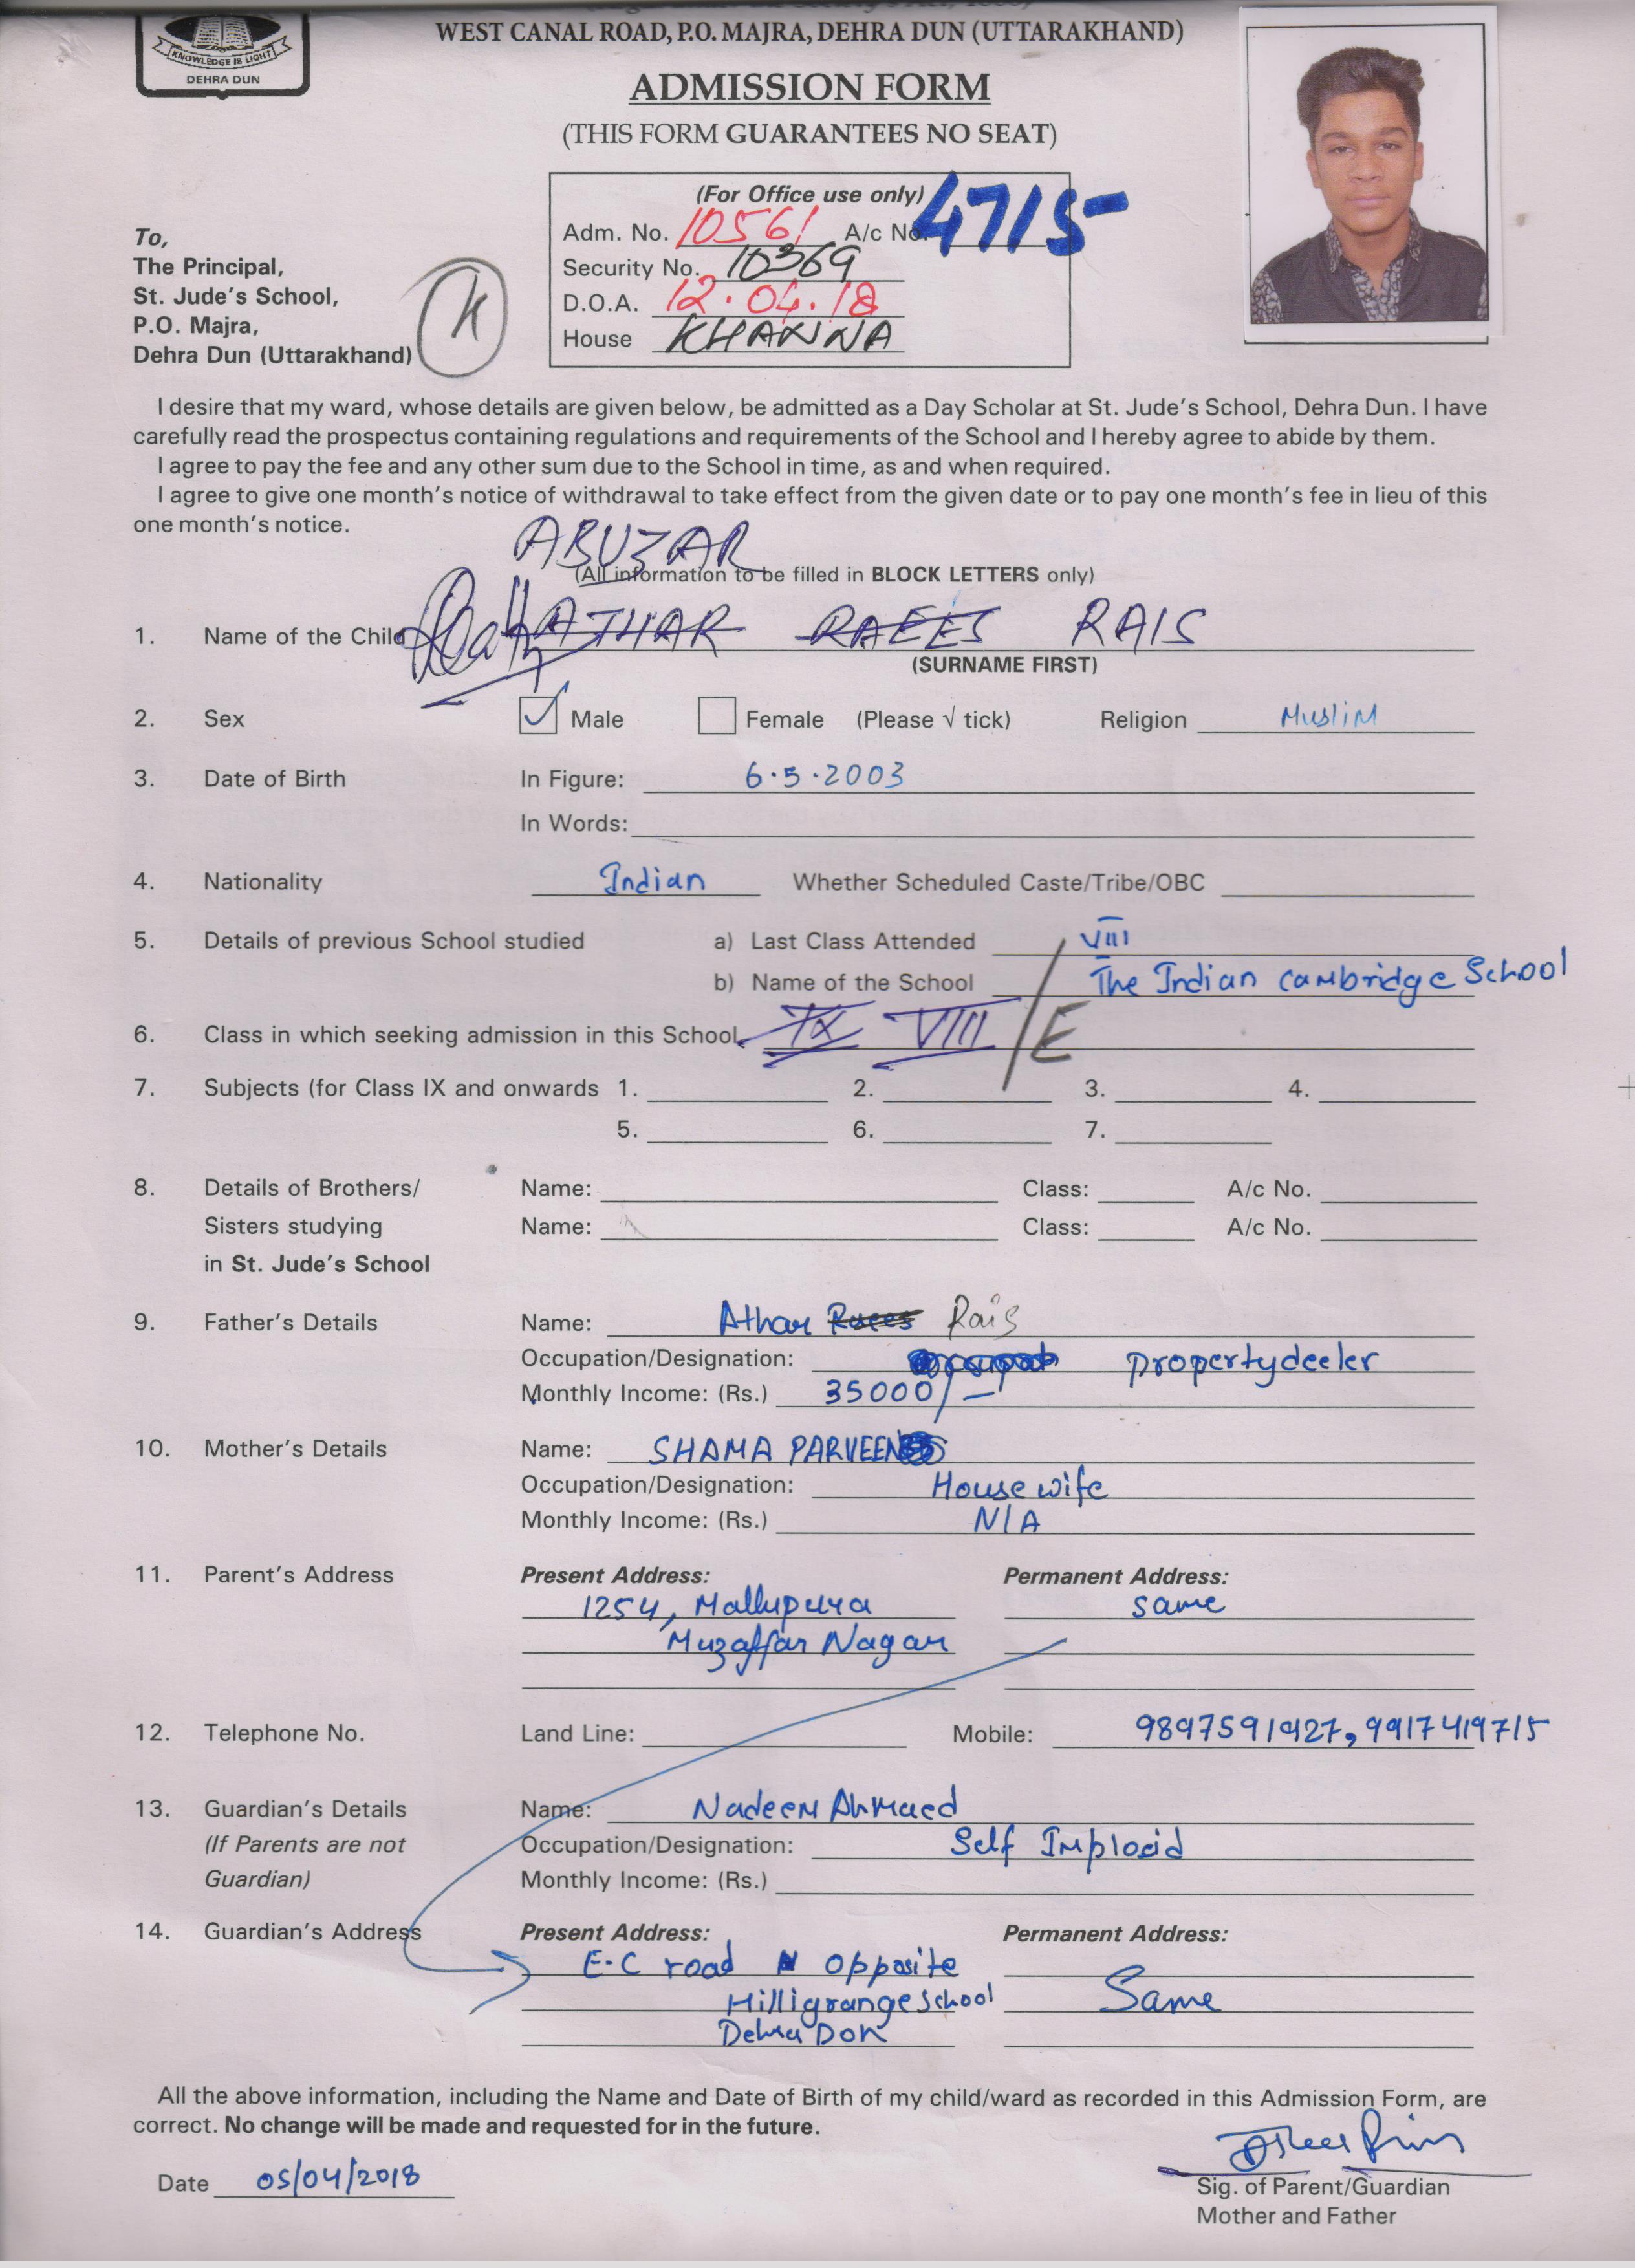 WEST CANAL ROAD, P.O. MAJRA, DEHRA DUN (UTTARAKHAND)
KNOWLEDGE IS LIGHT
DEHRA DUN
ADMISSION FORM
(THIS FORM GUARANTEES NO SEAT)
(For Office use only)
Adm. No. 10561 A/c No. 4715
Security No. 10369
D.O.A. 12.04.18
House KHANNA
To,
The Principal,
St. Jude's School,
P.O. Majra,
Dehra Dun (Uttarakhand)
K
I desire that my ward, whose details are given below, be admitted as a Day Scholar at St. Jude's School, Dehra Dun. I have
carefully read the prospectus containing regulations and requirements of the School and I hereby agree to abide by them.
I agree to pay the fee and any other sum due to the School in time, as and when required.
I agree to give one month's notice of withdrawal to take effect from the given date or to pay one month's fee in lieu of this
one month's notice.
ABUZAR
(All information to be filled in BLOCK LETTERS only)
1. Name of the Child ATHAR RAEES RAIS
(SURNAME FIRST)
2. Sex ✓ Male Female (Please √ tick) Religion MusliM
3. Date of Birth In Figure: 6.5.2003
In Words:
4. Nationality Indian Whether Scheduled Caste/Tribe/OBC
5. Details of previous School studied a) Last Class Attended VIII
b) Name of the School The Indian cambridge School
6. Class in which seeking admission in this School IX VIII / E
7. Subjects (for Class IX and onwards 1. 2. 3. 4.
5. 6. 7.
8. Details of Brothers/ Name: Class: A/c No.
Sisters studying Name: Class: A/c No.
in St. Jude's School
9. Father's Details Name: Athar Raees Rais
Occupation/Designation: propertydeeler
Monthly Income: (Rs.) 35000/-
10. Mother's Details Name: SHAMA PARVEEN
Occupation/Designation: House wife
Monthly Income: (Rs.) N/A
11. Parent's Address Present Address: Permanent Address:
1254, Mallupura same
Muzaffar Nagar
12. Telephone No. Land Line: Mobile: 9897591927, 9917419715
13. Guardian's Details Name: Nadeem Ahmaed
(If Parents are not Occupation/Designation: Self Imploid
Guardian) Monthly Income: (Rs.)
14. Guardian's Address Present Address: Permanent Address:
E.C road opposite
Hilligrange school Same
Dehra Don
All the above information, including the Name and Date of Birth of my child/ward as recorded in this Admission Form, are
correct. No change will be made and requested for in the future.
Date 05/04/2018
Sig. of Parent/Guardian
Mother and Father